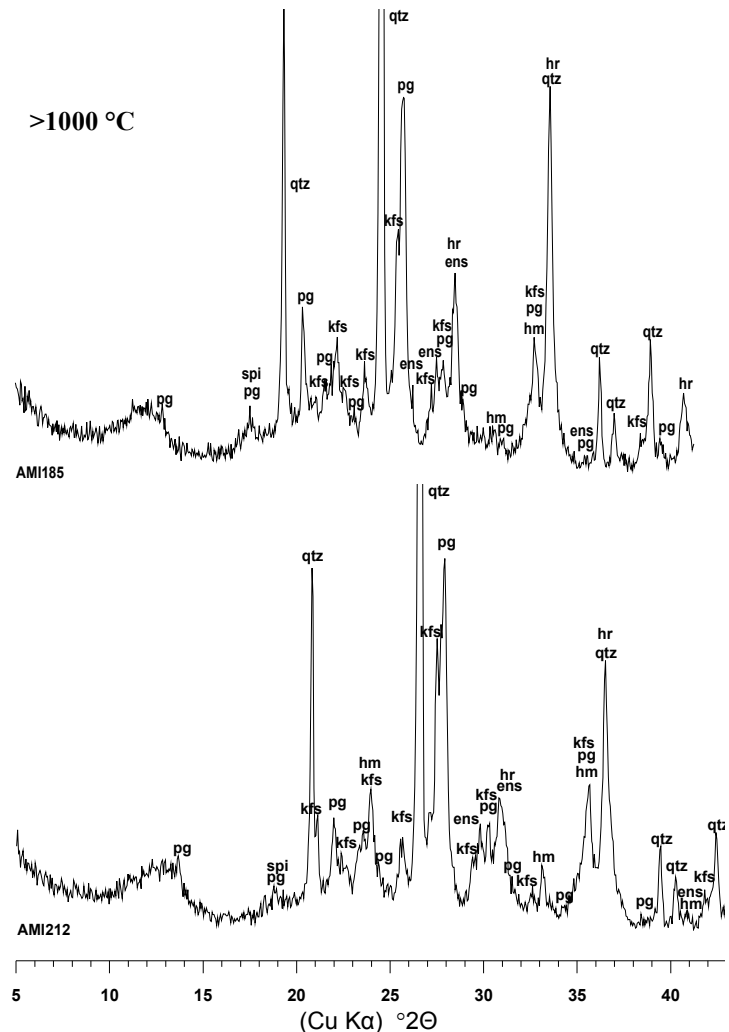 qtz
>1000 °C
qtz
pg
kfs
hr
qtz
hr
ens
pg
kfs
kfs
pg
hm
kfs
pg
kfs
kfs
kfs
pg
spi
pg
pg
kfs
pg
ens
ens
kfs
kfs
pg
pg
hm
pg
ens
pg
qtz
qtz
kfs
qtz
pg
hr
AMI185
qtz
pg
qtz
kfs
hr
qtz
hm
kfs
kfs
pg
kfs
pg
pg
kfs
hr
ens
kfs
pg
ens
kfs
pg
kfs
hm
pg
kfs
pg
hm
pg
spi
pg
pg
qtz
qtz
ens
hm
kfs
qtz
AMI212
5 10 15 20 25 30 35 40
(Cu Kα) °2Θ